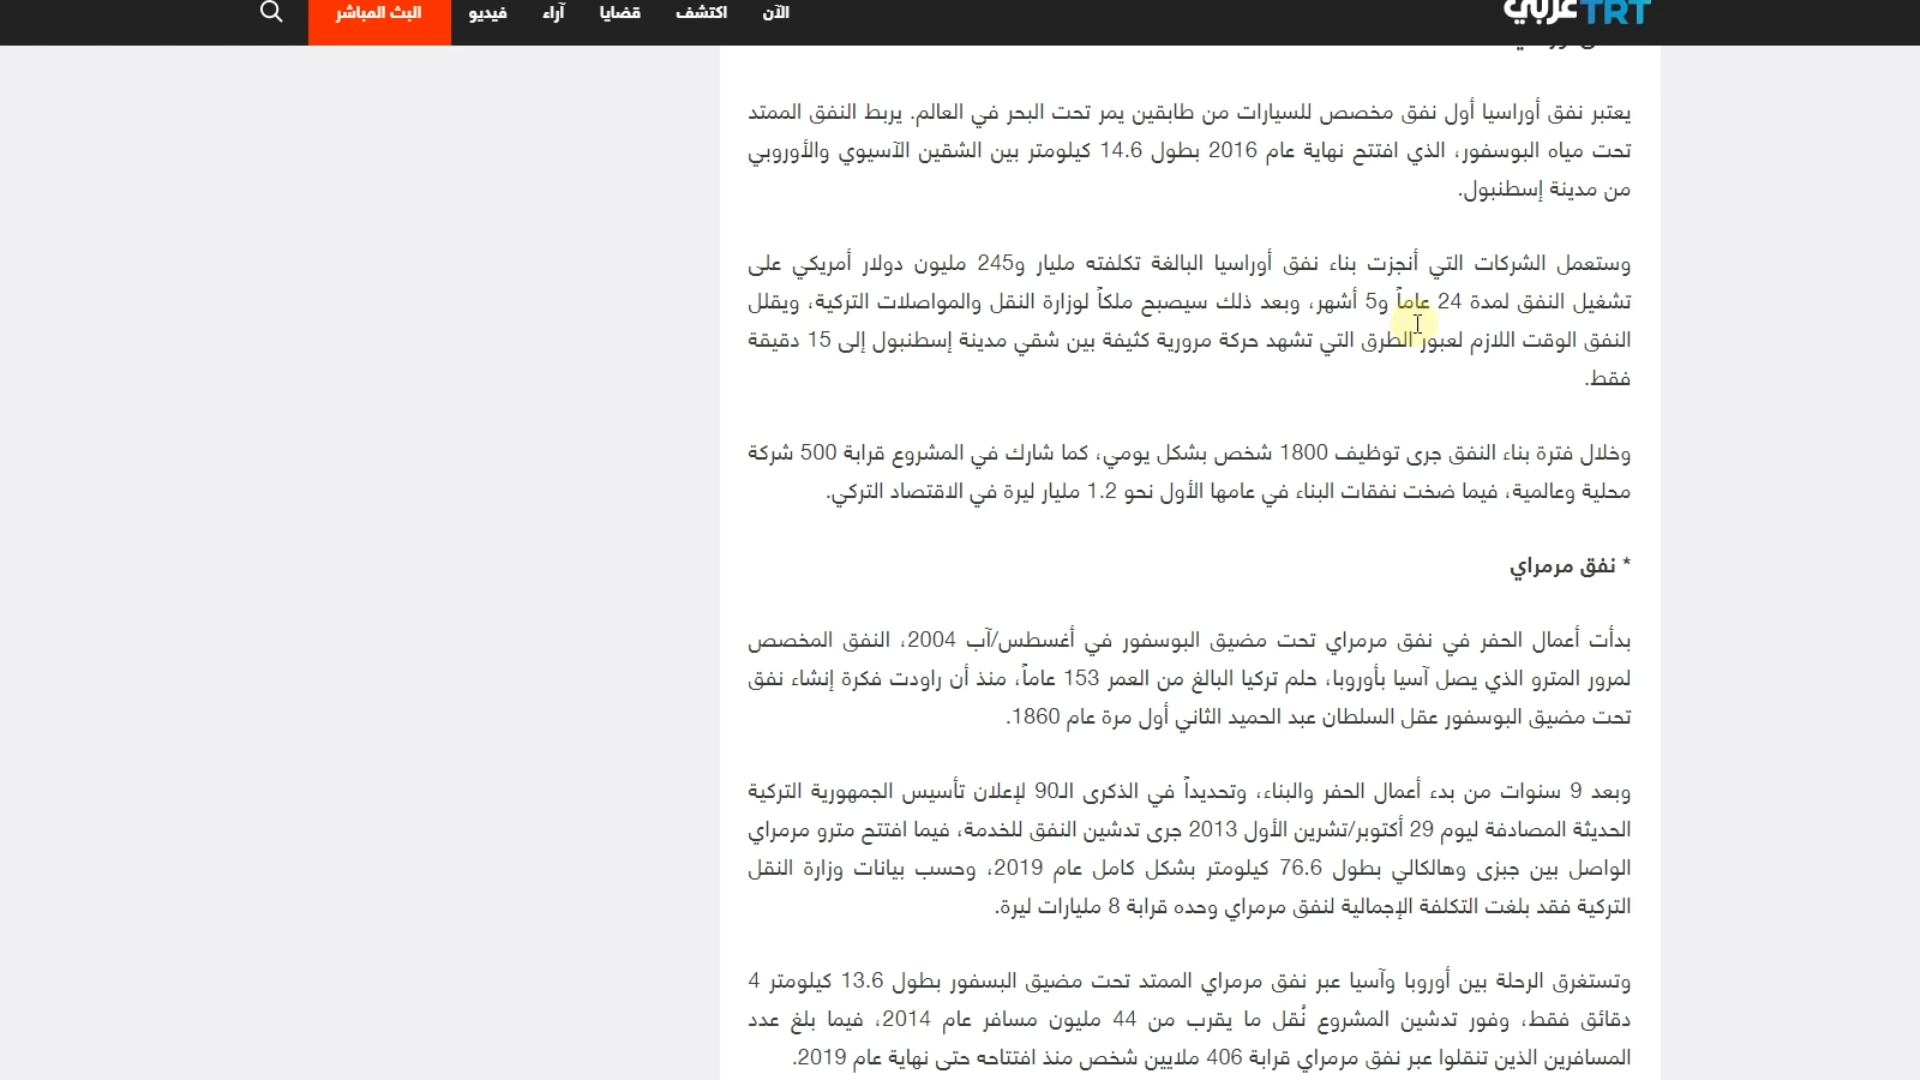 TRT عربي
الآن
اكتشف
قضايا
آراء
فيديو
البث المباشر
يعتبر نفق أوراسيا أول نفق مخصص للسيارات من طابقين يمر تحت البحر في العالم. يربط النفق الممتد
تحت مياه البوسفور، الذي افتتح نهاية عام 2016 بطول 14.6 كيلومتر بين الشقين الآسيوي والأوروبي
من مدينة إسطنبول.
وستعمل الشركات التي أنجزت بناء نفق أوراسيا البالغة تكلفته مليار و245 مليون دولار أمريكي على
تشغيل النفق لمدة 24 عاماً و5 أشهر، وبعد ذلك سيصبح ملكاً لوزارة النقل والمواصلات التركية، ويقلل
النفق الوقت اللازم لعبور الطرق التي تشهد حركة مرورية كثيفة بين شقي مدينة إسطنبول إلى 15 دقيقة
فقط.
وخلال فترة بناء النفق جرى توظيف 1800 شخص بشكل يومي، كما شارك في المشروع قرابة 500 شركة
محلية وعالمية، فيما ضخت نفقات البناء في عامها الأول نحو 1.2 مليار ليرة في الاقتصاد التركي.
* نفق مرمراي
بدأت أعمال الحفر في نفق مرمراي تحت مضيق البوسفور في أغسطس/آب 2004، النفق المخصص
لمرور المترو الذي يصل آسيا بأوروبا، حلم تركيا البالغ من العمر 153 عاماً، منذ أن راودت فكرة إنشاء نفق
تحت مضيق البوسفور عقل السلطان عبد الحميد الثاني أول مرة عام 1860.
وبعد 9 سنوات من بدء أعمال الحفر والبناء، وتحديداً في الذكرى الـ90 لإعلان تأسيس الجمهورية التركية
الحديثة المصادفة ليوم 29 أكتوبر/تشرين الأول 2013 جرى تدشين النفق للخدمة، فيما افتتح مترو مرمراي
الواصل بين جبزى وهالكالي بطول 76.6 كيلومتر بشكل كامل عام 2019، وحسب بيانات وزارة النقل
التركية فقد بلغت التكلفة الإجمالية لنفق مرمراي وحده قرابة 8 مليارات ليرة.
وتستغرق الرحلة بين أوروبا وآسيا عبر نفق مرمراي الممتد تحت مضيق البسفور بطول 13.6 كيلومتر 4
دقائق فقط، وفور تدشين المشروع نُقل ما يقرب من 44 مليون مسافر عام 2014، فيما بلغ عدد
المسافرين الذين تنقلوا عبر نفق مرمراي قرابة 406 ملايين شخص منذ افتتاحه حتى نهاية عام 2019.